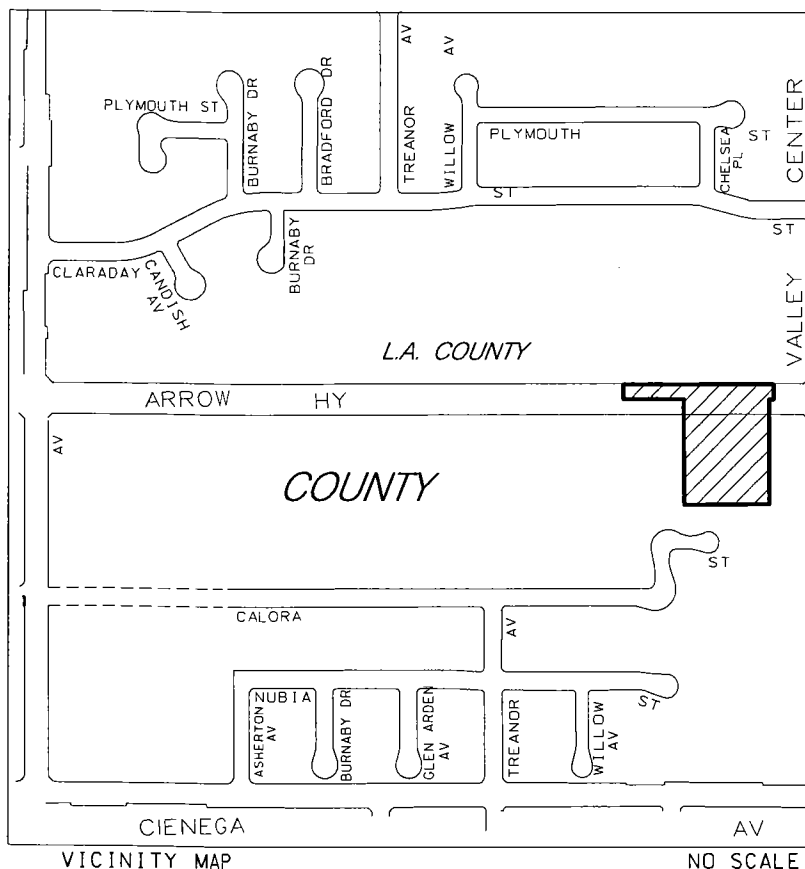 PLYMOUTH ST
BURNABY DR
BRADFORD DR
TREANOR AV
WILLOW AV
PLYMOUTH ST
CHELSEA PL
ST
CLARADAY ST
CANDISH AV
BURNABY DR
VALLEY CENTER
L.A. COUNTY
ARROW HY
AV
COUNTY
ST
CALORA
AV
NUBIA
ST
ASHERTON AV
BURNABY DR
GLEN ARDEN AV
TREANOR
WILLOW AV
CIENEGA AV
VICINITY MAP
NO SCALE